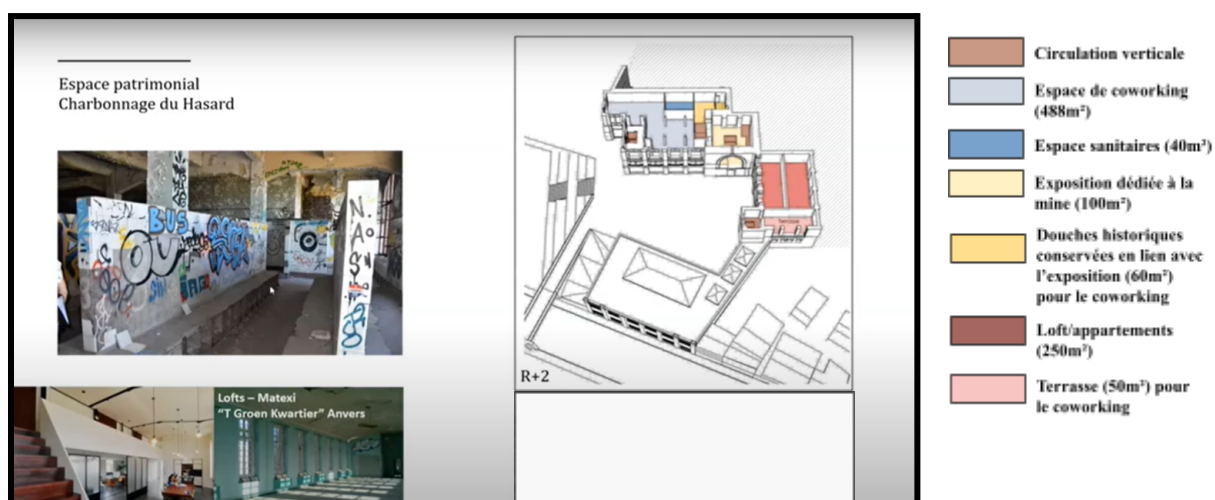 Espace patrimonial
Charbonnage du Hasard
BUS
Lofts – Matexi
“T Groen Kwartier” Anvers
R+2
Terrasse
Circulation verticale
Espace de coworking
(488m²)
Espace sanitaires (40m²)
Exposition dédiée à la
mine (100m²)
Douches historiques
conservées en lien avec
l’exposition (60m²)
pour le coworking
Loft/appartements
(250m²)
Terrasse (50m²) pour
le coworking